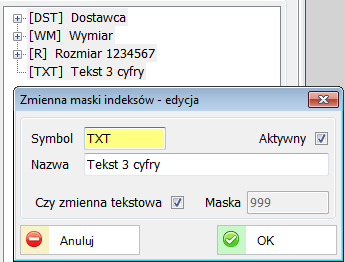 [DST] Dostawca
[WM] Wymiar
[R] Rozmiar 1234567
[TXT] Tekst 3 cyfry
Zmienna maski indeksów - edycja
Symbol TXT Aktywny
Nazwa Tekst 3 cyfry
Czy zmienna tekstowa Maska 999
Anuluj OK